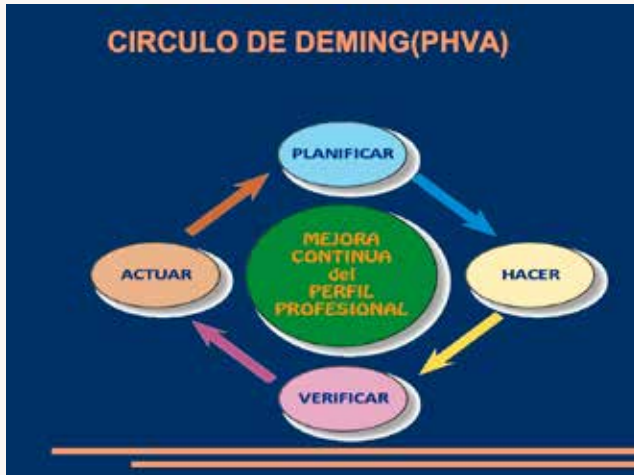 CIRCULO DE DEMING(PHVA)
PLANIFICAR
MEJORA
CONTINUA
del
PERFIL
PROFESIONAL
ACTUAR
HACER
VERIFICAR